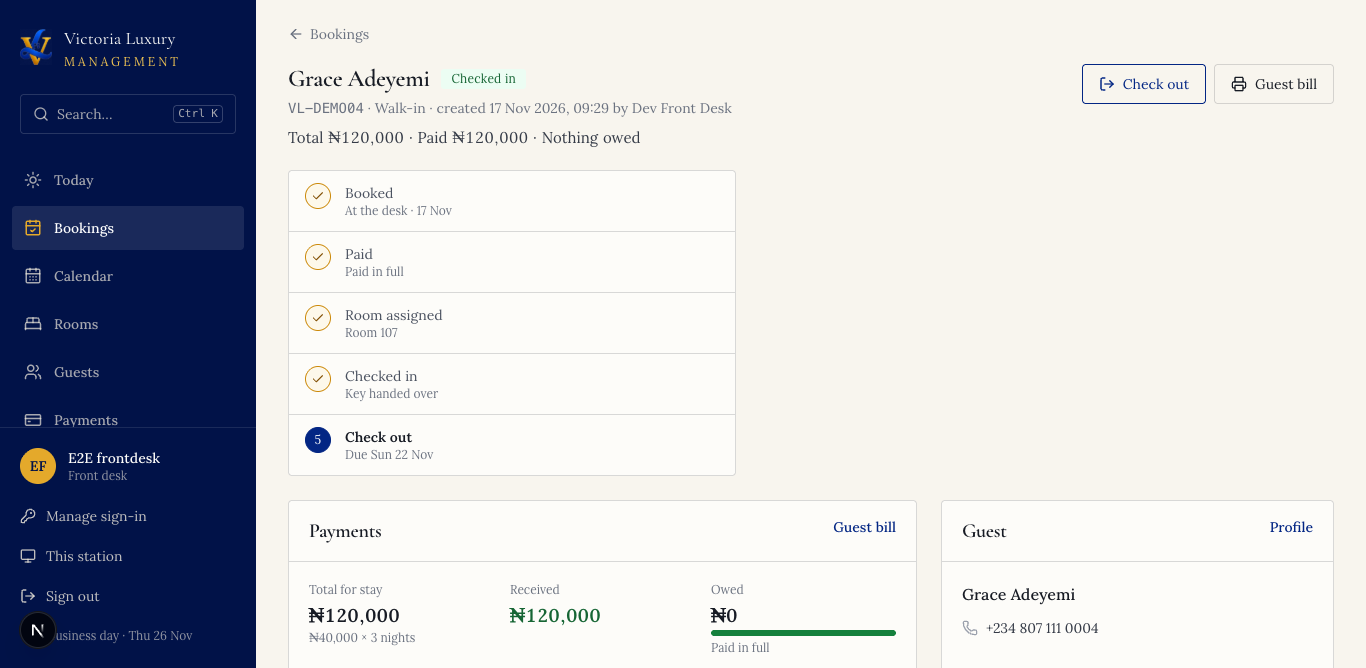 Victoria Luxury
MANAGEMENT
Search... Ctrl K
Today
Bookings
Calendar
Rooms
Guests
Payments
EF
E2E frontdesk
Front desk
Manage sign-in
This station
Sign out
N
usiness day · Thu 26 Nov
Bookings
Grace Adeyemi Checked in
VL-DEMO04 · Walk-in · created 17 Nov 2026, 09:29 by Dev Front Desk
Total ₦120,000 · Paid ₦120,000 · Nothing owed
Check out
Guest bill
Booked
At the desk · 17 Nov
Paid
Paid in full
Room assigned
Room 107
Checked in
Key handed over
5
Check out
Due Sun 22 Nov
Payments
Guest bill
Total for stay
₦120,000
₦40,000 × 3 nights
Received
₦120,000
Owed
₦0
Paid in full
Guest
Profile
Grace Adeyemi
+234 807 111 0004